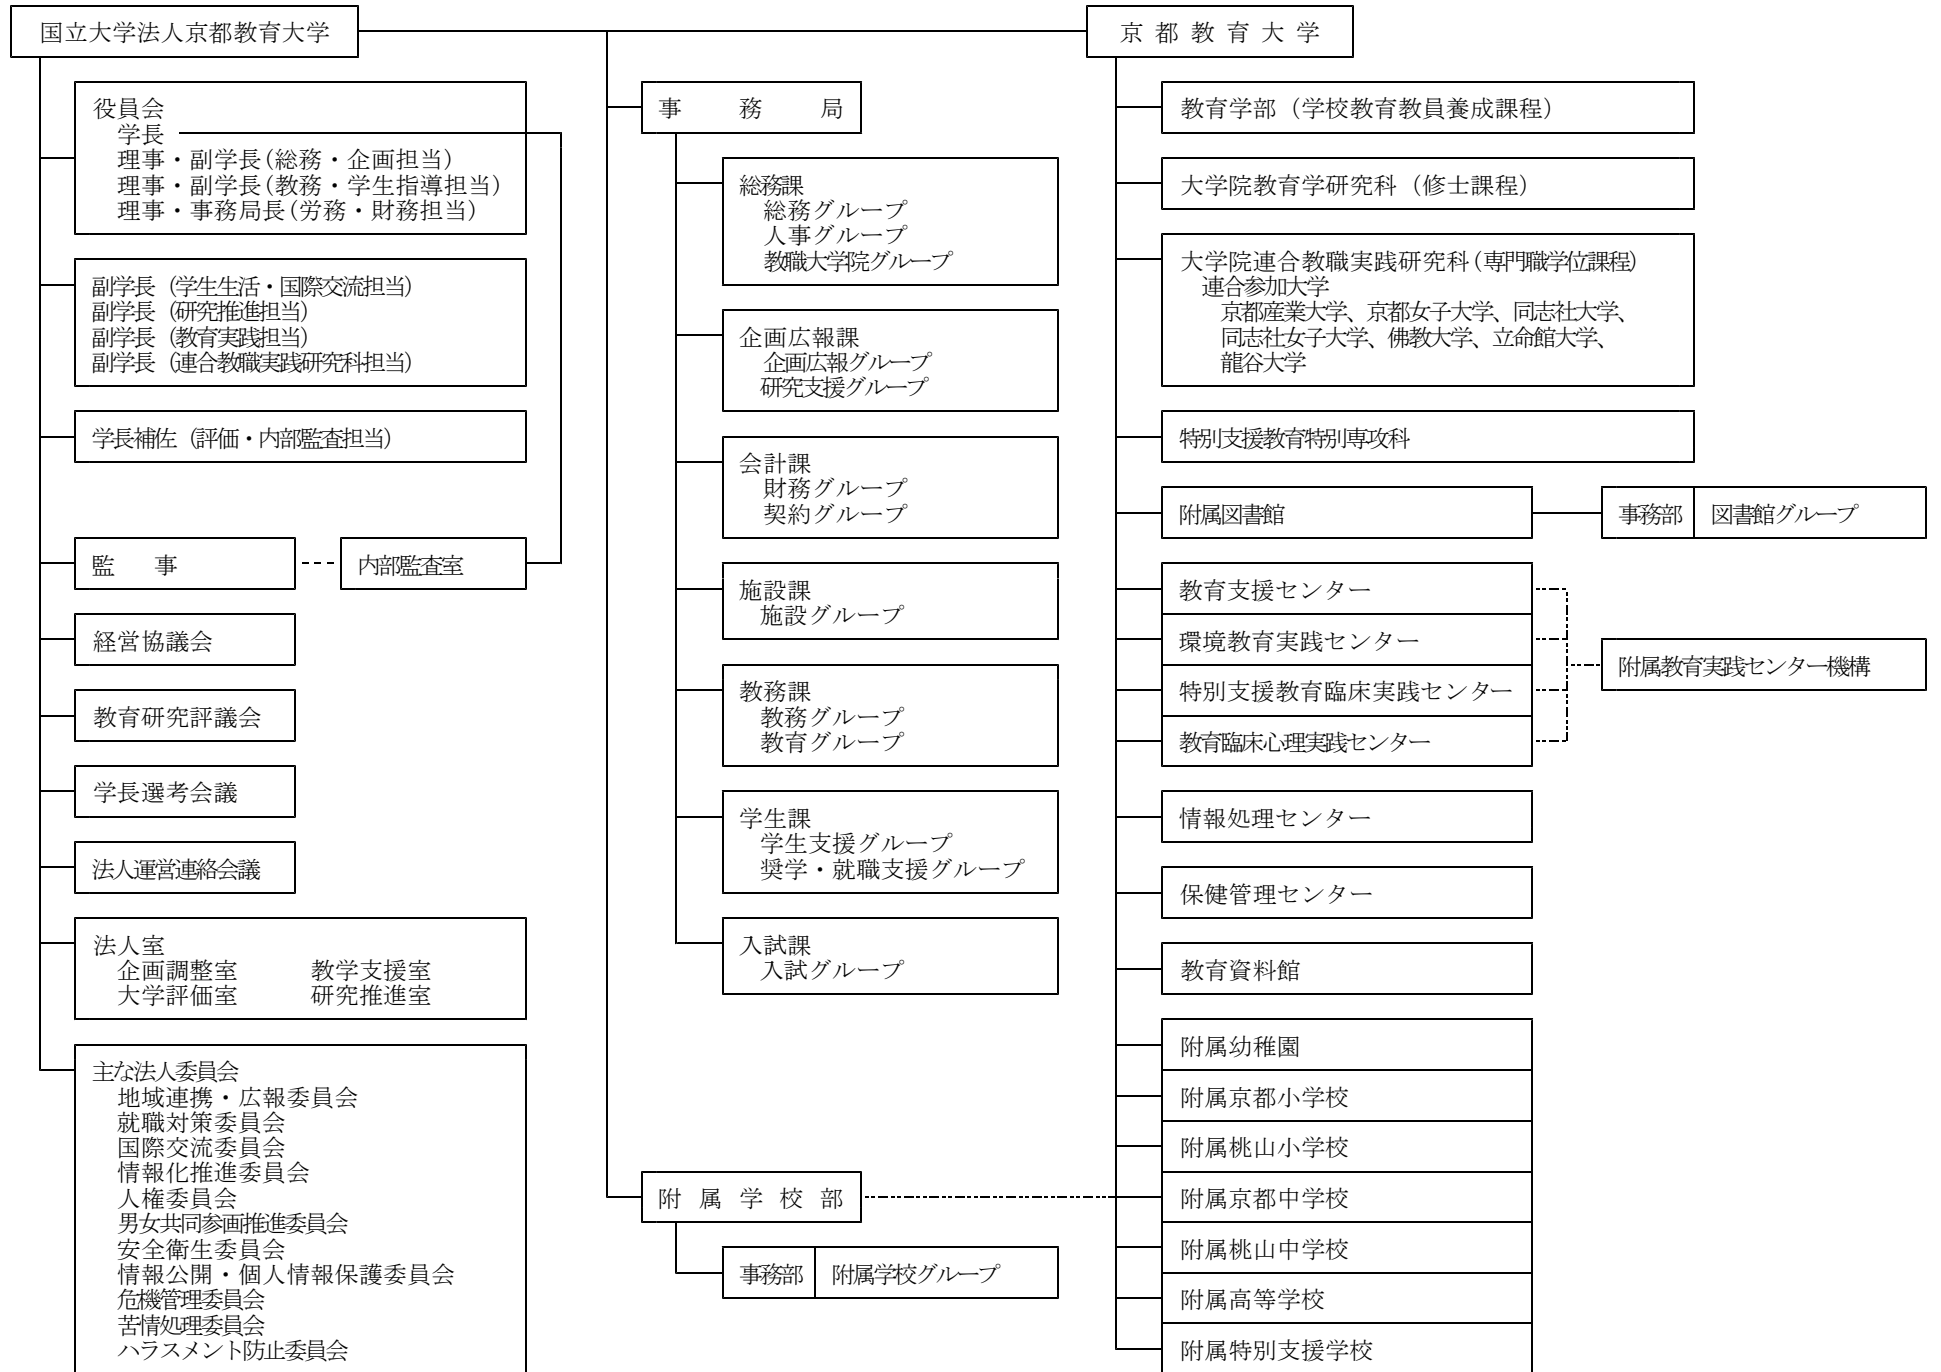 国立大学法人京都教育大学
役員会
学長
理事・副学長(総務・企画担当)
理事・副学長(教務・学生指導担当)
理事・事務局長(労務・財務担当)
副学長（学生生活・国際交流担当）
副学長（研究推進担当）
副学長（教育実践担当）
副学長（連合教職実践研究科担当）
学長補佐（評価・内部監査担当）
監　事
内部監査室
経営協議会
教育研究評議会
学長選考会議
法人運営連絡会議
法人室
企画調整室　　　教学支援室
大学評価室　　　研究推進室
主な法人委員会
地域連携・広報委員会
就職対策委員会
国際交流委員会
情報化推進委員会
人権委員会
男女共同参画推進委員会
安全衛生委員会
情報公開・個人情報保護委員会
危機管理委員会
苦情処理委員会
ハラスメント防止委員会
事　務　局
総務課
総務グループ
人事グループ
教職大学院グループ
企画広報課
企画広報グループ
研究支援グループ
会計課
財務グループ
契約グループ
施設課
施設グループ
教務課
教務グループ
教育グループ
学生課
学生支援グループ
奨学・就職支援グループ
入試課
入試グループ
附属学校部
事務部　附属学校グループ
京都教育大学
教育学部（学校教育教員養成課程）
大学院教育学研究科（修士課程）
大学院連合教職実践研究科(専門職学位課程)
連合参加大学
京都産業大学、京都女子大学、同志社大学、
同志社女子大学、佛教大学、立命館大学、
龍谷大学
特別支援教育特別専攻科
附属図書館
事務部　図書館グループ
教育支援センター
環境教育実践センター
特別支援教育臨床実践センター
教育臨床心理実践センター
附属教育実践センター機構
情報処理センター
保健管理センター
教育資料館
附属幼稚園
附属京都小学校
附属桃山小学校
附属京都中学校
附属桃山中学校
附属高等学校
附属特別支援学校